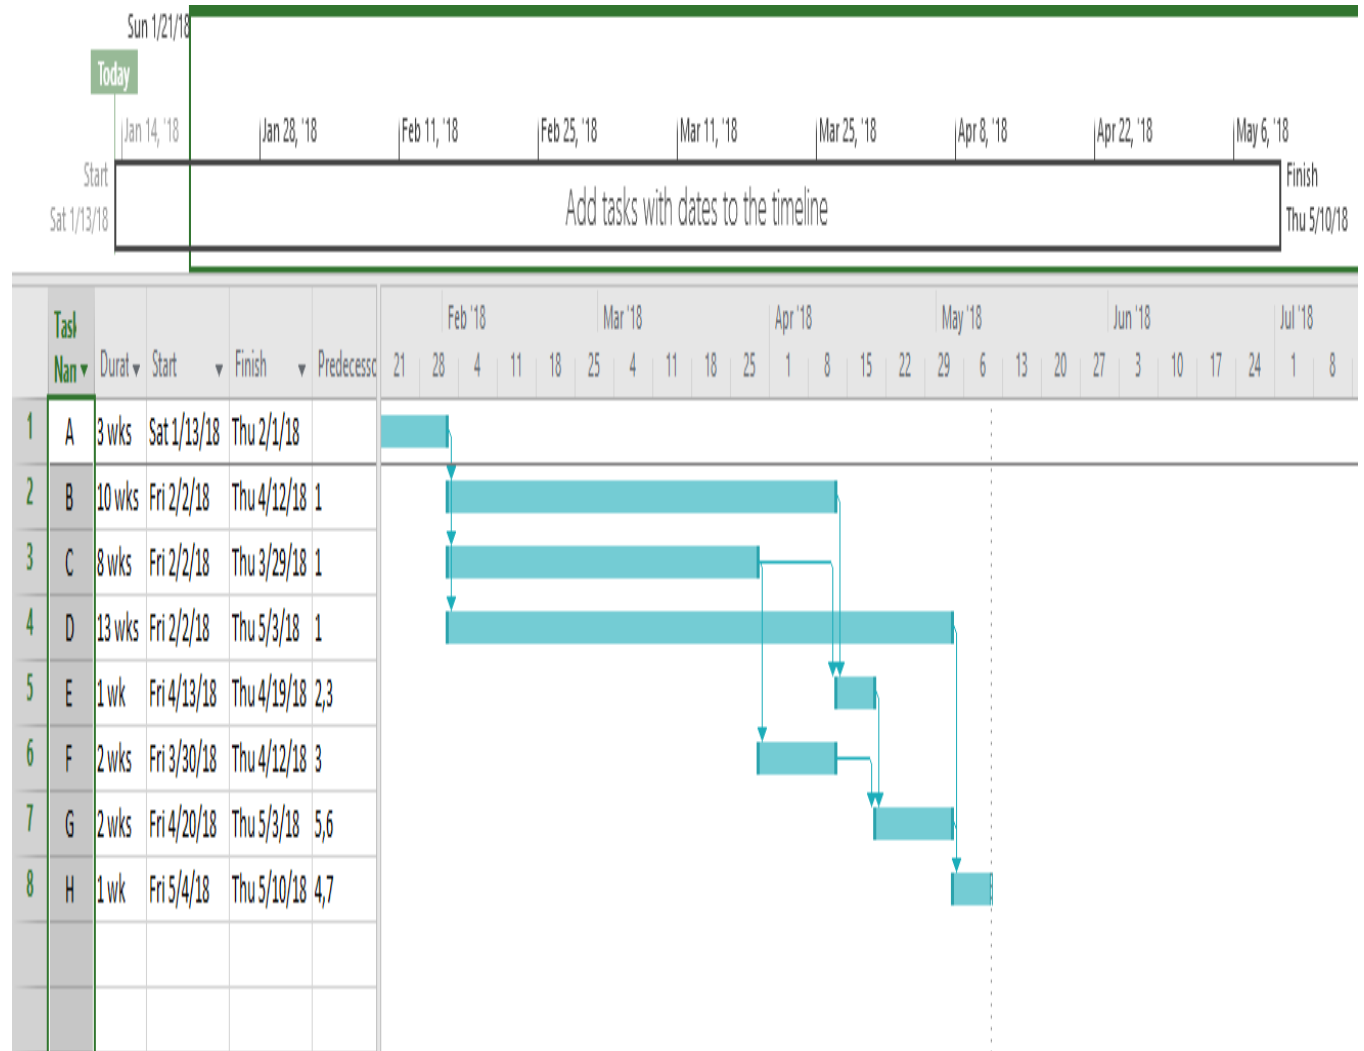 Sun 1/21/18
Today
Jan 14, '18 Jan 28, '18 Feb 11, '18 Feb 25, '18 Mar 11, '18 Mar 25, '18 Apr 8, '18 Apr 22, '18 May 6, '18
Start
Sat 1/13/18
Add tasks with dates to the timeline
Finish
Thu 5/10/18
Task
Nam Durat Start Finish Predecesso
Feb '18 Mar '18 Apr '18 May '18 Jun '18 Jul '18
21 28 4 11 18 25 4 11 18 25 1 8 15 22 29 6 13 20 27 3 10 17 24 1 8
1 A 3 wks Sat 1/13/18 Thu 2/1/18
2 B 10 wks Fri 2/2/18 Thu 4/12/18 1
3 C 8 wks Fri 2/2/18 Thu 3/29/18 1
4 D 13 wks Fri 2/2/18 Thu 5/3/18 1
5 E 1 wk Fri 4/13/18 Thu 4/19/18 2,3
6 F 2 wks Fri 3/30/18 Thu 4/12/18 3
7 G 2 wks Fri 4/20/18 Thu 5/3/18 5,6
8 H 1 wk Fri 5/4/18 Thu 5/10/18 4,7